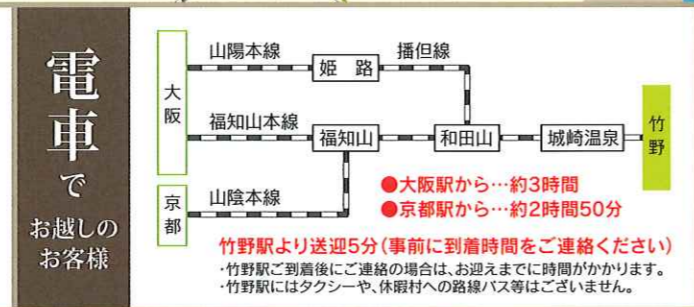 電車で
お越しの
お客様
大阪
京都
山陽本線
姫路
播但線
福知山本線
福知山
和田山
城崎温泉
竹野
山陰本線
●大阪駅から…約3時間
●京都駅から…約2時間50分
竹野駅より送迎5分(事前に到着時間をご連絡ください)
・竹野駅ご到着後にご連絡の場合は、お迎えまでに時間がかかります。
・竹野駅にはタクシーや、休暇村への路線バス等はございません。